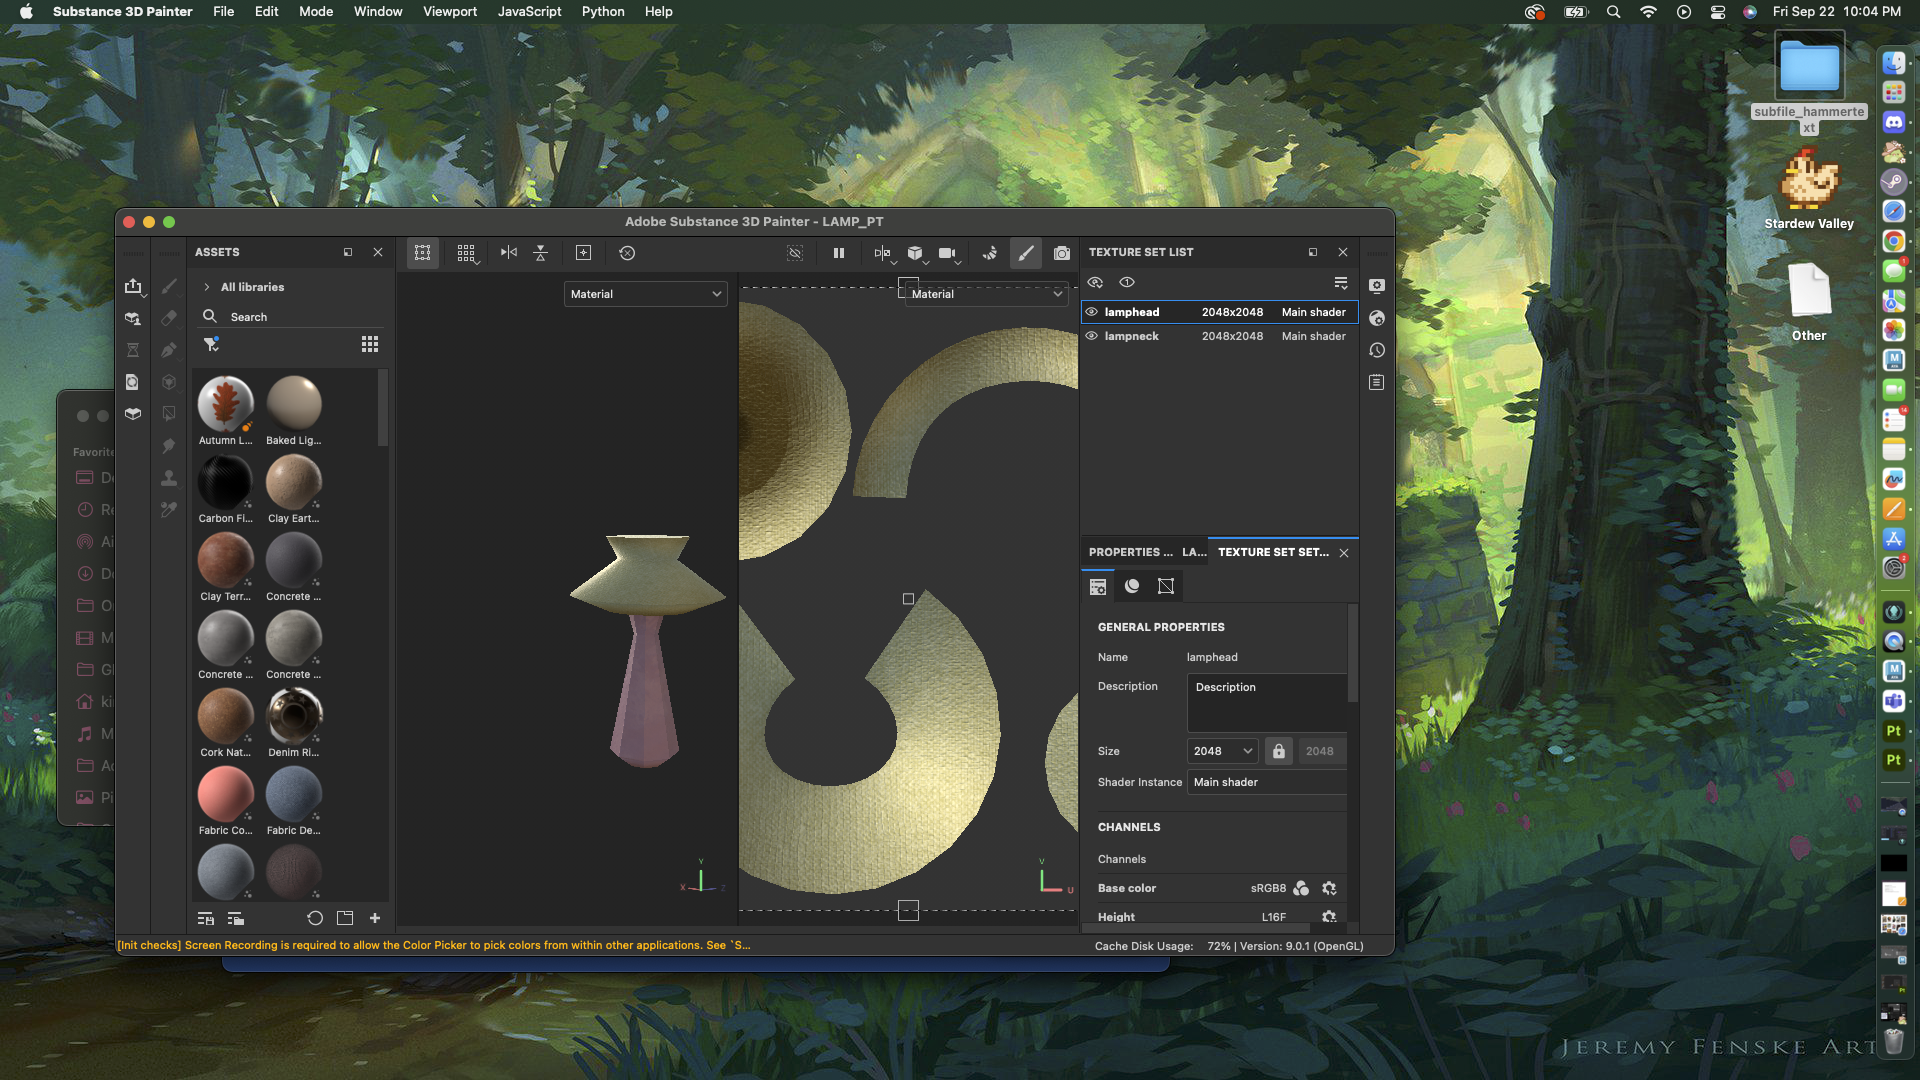 Substance 3D Painter File Edit Mode Window Viewport JavaScript Python Help Fri Sep 22 10:04 PM
subfile_hammerte
xt
Stardew Valley
Other
Adobe Substance 3D Painter - LAMP_PT
ASSETS
All libraries
Search
Autumn L... Baked Lig...
Carbon Fi... Clay Eart...
Clay Terr... Concrete ...
Concrete ... Concrete ...
Cork Nat... Denim Ri...
Fabric Co... Fabric De...
Material
Material
Y
X
Z
V
U
TEXTURE SET LIST
lamphead 2048x2048 Main shader
lampneck 2048x2048 Main shader
PROPERTIES ... LA... TEXTURE SET SET...
GENERAL PROPERTIES
Name lamphead
Description Description
Size 2048 2048
Shader Instance Main shader
CHANNELS
Channels
Base color sRGB8
Height L16F
[Init checks] Screen Recording is required to allow the Color Picker to pick colors from within other applications. See `S...
Cache Disk Usage: 72% | Version: 9.0.1 (OpenGL)
Favorite
Pt
Pt
JEREMY FENSKE ART